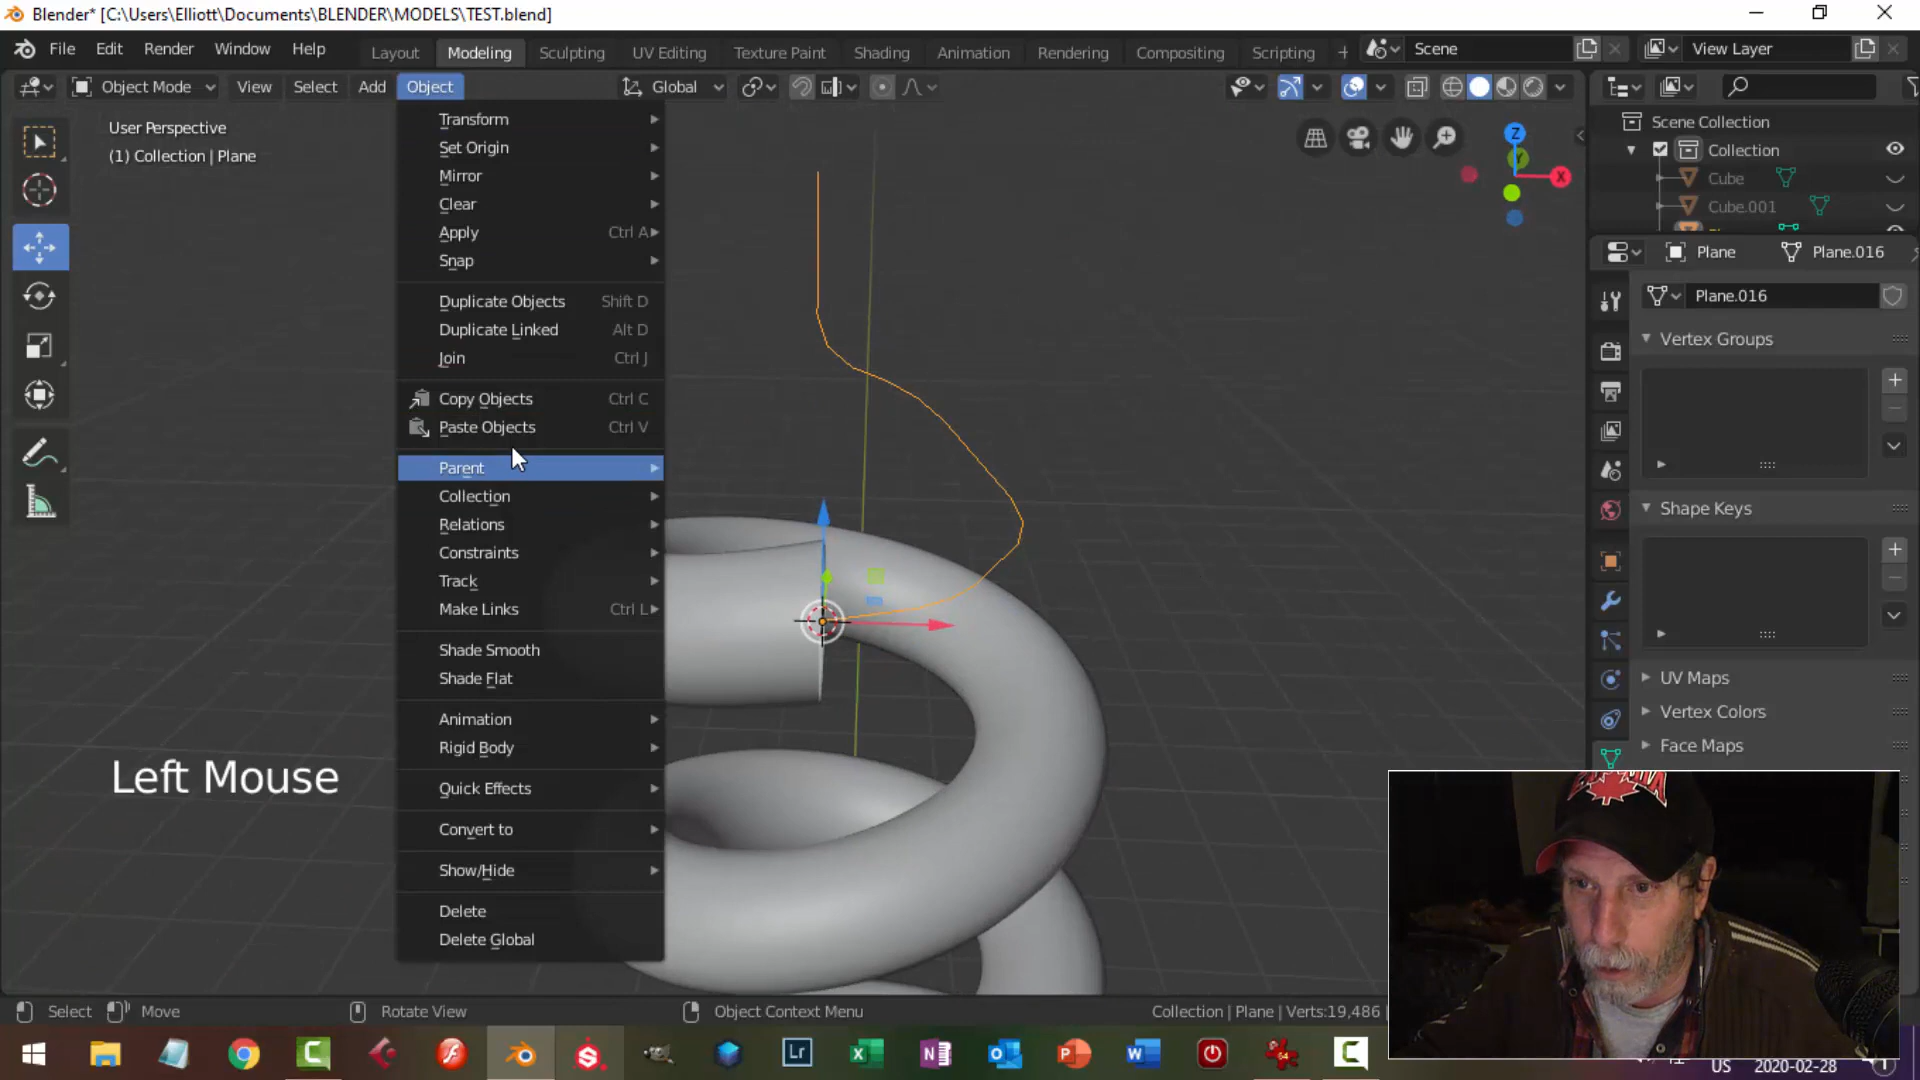 Blender* [C:\Users\Elliott\Documents\BLENDER\MODELS\TEST.blend]
File Edit Render Window Help Layout Modeling Sculpting UV Editing Texture Paint Shading Animation Rendering Compositing Scripting + Scene View Layer
Object Mode View Select Add Object Global
User Perspective
(1) Collection | Plane
Transform
Set Origin
Mirror
Clear
Apply Ctrl A
Snap
Duplicate Objects Shift D
Duplicate Linked Alt D
Join Ctrl J
Copy Objects Ctrl C
Paste Objects Ctrl V
Parent
Collection
Relations
Constraints
Track
Make Links Ctrl L
Shade Smooth
Shade Flat
Animation
Rigid Body
Quick Effects
Convert to
Show/Hide
Delete
Delete Global
Z
Y
X
Scene Collection
Collection
Cube
Cube.001
Plane Plane.016
Plane.016
Vertex Groups
Shape Keys
UV Maps
Vertex Colors
Face Maps
Left Mouse
Select Move Rotate View Object Context Menu Collection | Plane | Verts:19,486 |
Lr
US 2020-02-28